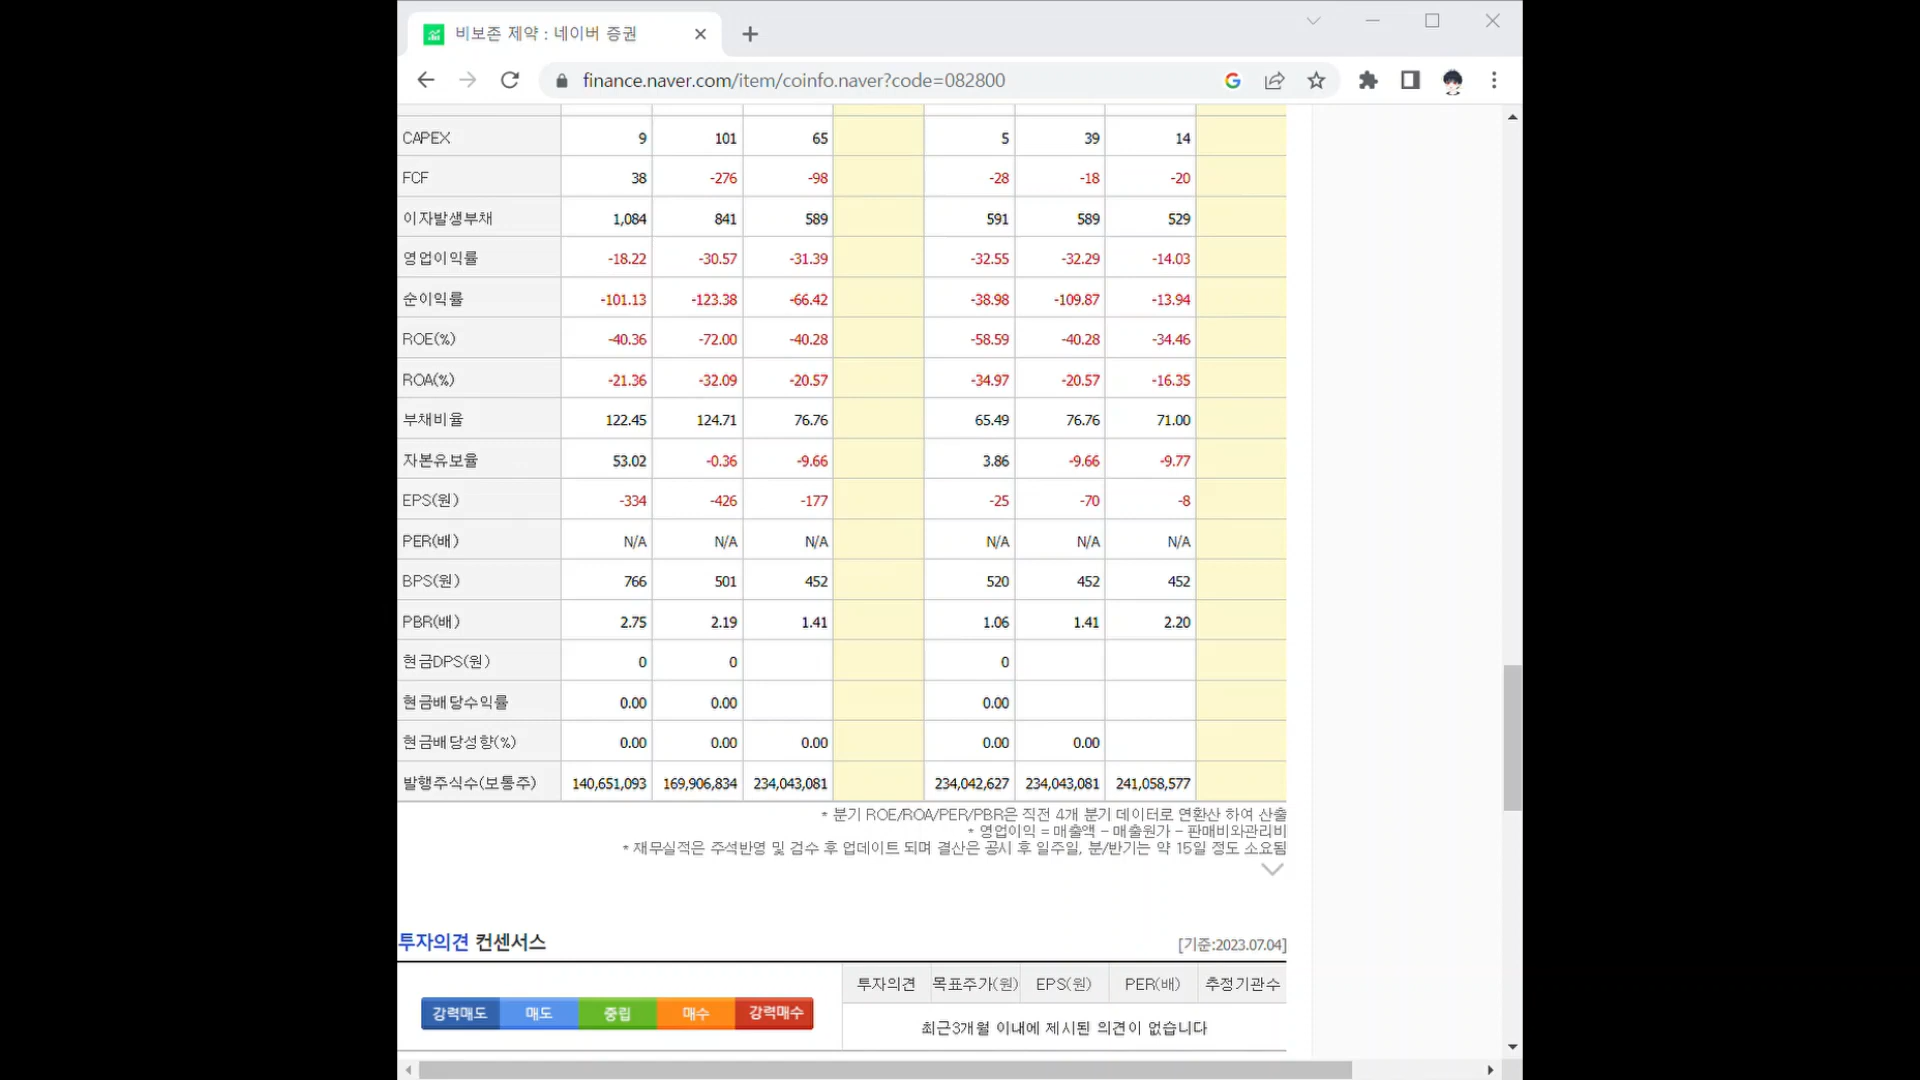 비보존 제약 : 네이버 증권
finance.naver.com/item/coinfo.naver?code=082800
CAPEX 9 101 65 5 39 14
FCF 38 -276 -98 -28 -18 -20
이자발생부채 1,084 841 589 591 589 529
영업이익률 -18.22 -30.57 -31.39 -32.55 -32.29 -14.03
순이익률 -101.13 -123.38 -66.42 -38.98 -109.87 -13.94
ROE(%) -40.36 -72.00 -40.28 -58.59 -40.28 -34.46
ROA(%) -21.36 -32.09 -20.57 -34.97 -20.57 -16.35
부채비율 122.45 124.71 76.76 65.49 76.76 71.00
자본유보율 53.02 -0.36 -9.66 3.86 -9.66 -9.77
EPS(원) -334 -426 -177 -25 -70 -8
PER(배) N/A N/A N/A N/A N/A N/A
BPS(원) 766 501 452 520 452 452
PBR(배) 2.75 2.19 1.41 1.06 1.41 2.20
현금DPS(원) 0 0 0
현금배당수익률 0.00 0.00 0.00
현금배당성향(%) 0.00 0.00 0.00 0.00 0.00
발행주식수(보통주) 140,651,093 169,906,834 234,043,081 234,042,627 234,043,081 241,058,577
* 분기 ROE/ROA/PER/PBR은 직전 4개 분기 데이터로 연환산 하여 산출
* 영업이익 = 매출액 - 매출원가 - 판매비와관리비
* 재무실적은 주석반영 및 검수 후 업데이트 되며 결산은 공시 후 일주일, 분/반기는 약 15일 정도 소요됨
투자의견 컨센서스 [기준:2023.07.04]
투자의견 목표주가(원) EPS(원) PER(배) 추정기관수
강력매도 매도 중립 매수 강력매수
최근3개월 이내에 제시된 의견이 없습니다